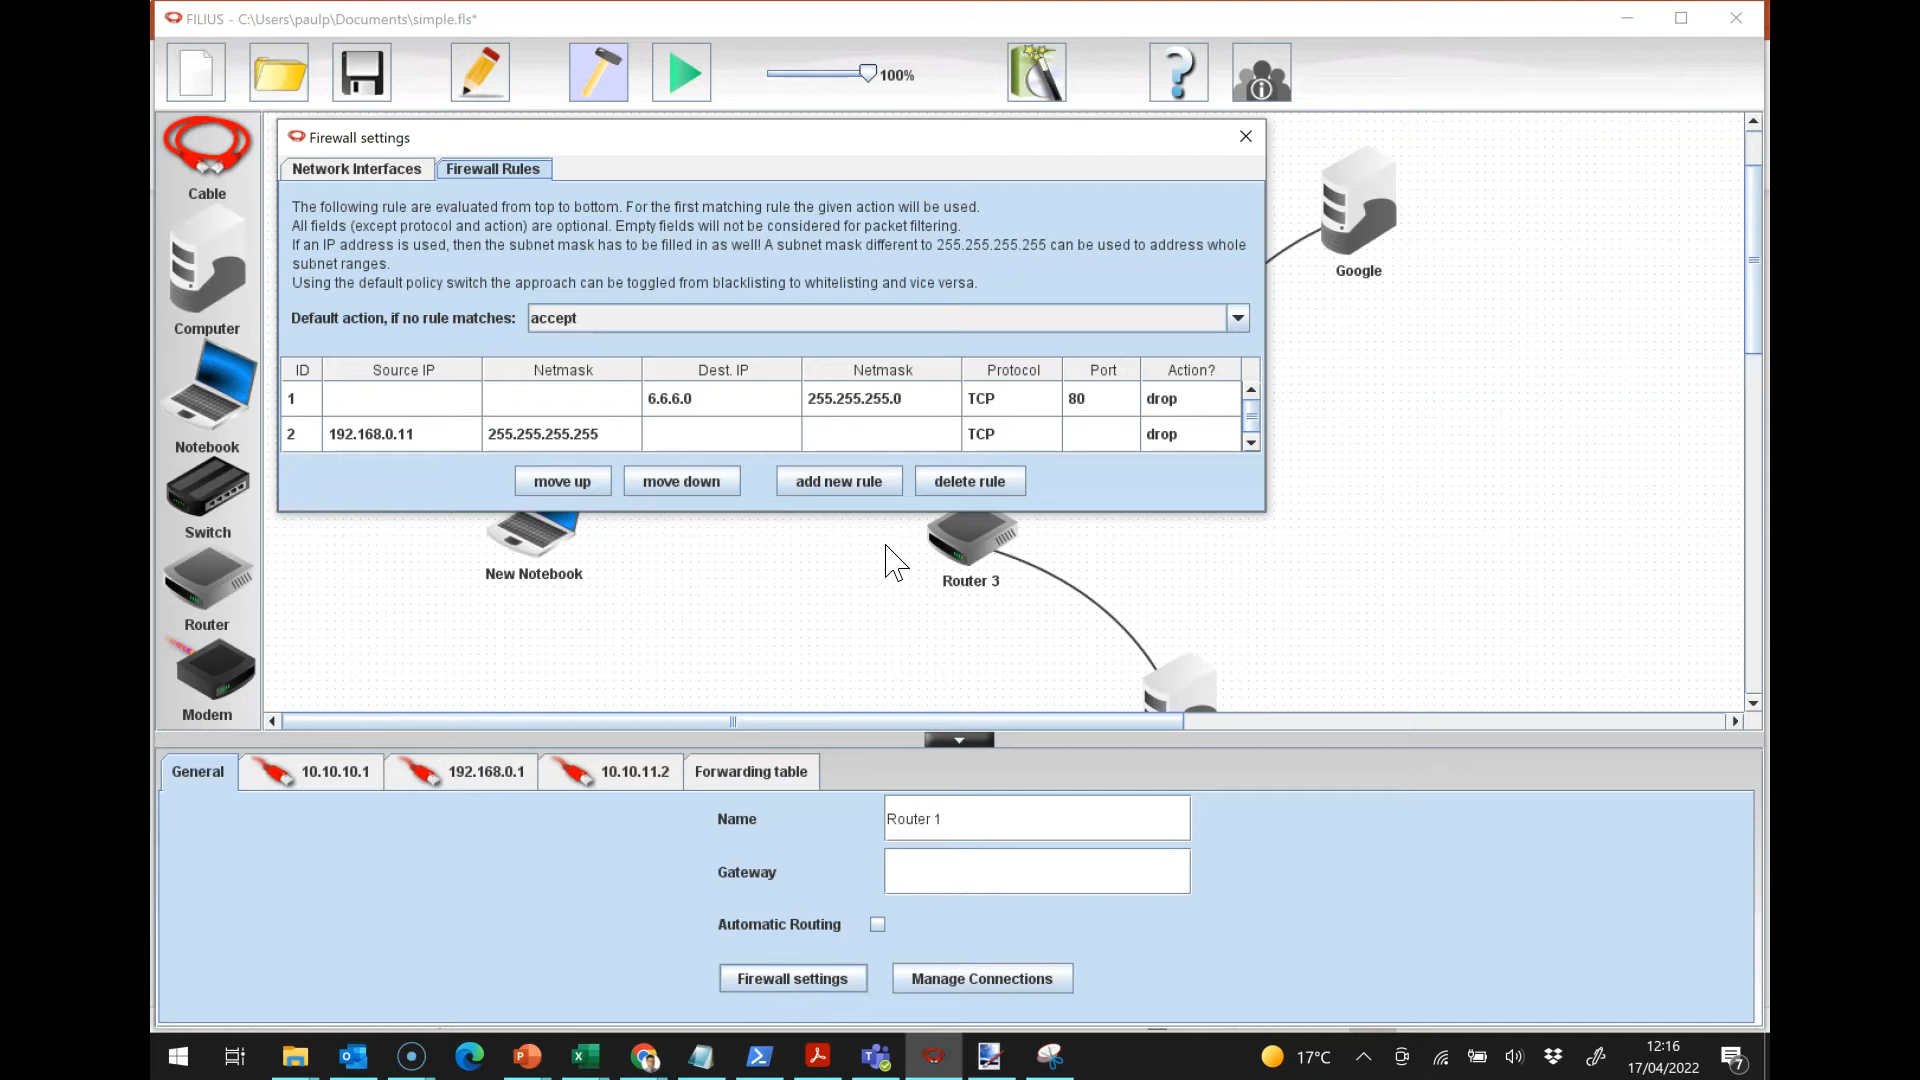 FILIUS - C:\Users\paulp\Documents\simple.fls*
100%
Cable
Computer
Notebook
Switch
Router
Modem
Firewall settings
Network Interfaces
Firewall Rules
The following rule are evaluated from top to bottom. For the first matching rule the given action will be used.
All fields (except protocol and action) are optional. Empty fields will not be considered for packet filtering.
If an IP address is used, then the subnet mask has to be filled in as well! A subnet mask different to 255.255.255.255 can be used to address whole
subnet ranges.
Using the default policy switch the approach can be toggled from blacklisting to whitelisting and vice versa.
Default action, if no rule matches: accept
ID Source IP Netmask Dest. IP Netmask Protocol Port Action?
1 6.6.6.0 255.255.255.0 TCP 80 drop
2 192.168.0.11 255.255.255.255 TCP drop
move up move down add new rule delete rule
Google
New Notebook
Router 3
General 10.10.10.1 192.168.0.1 10.10.11.2 Forwarding table
Name Router 1
Gateway
Automatic Routing
Firewall settings Manage Connections
17°C
12:16
17/04/2022
7